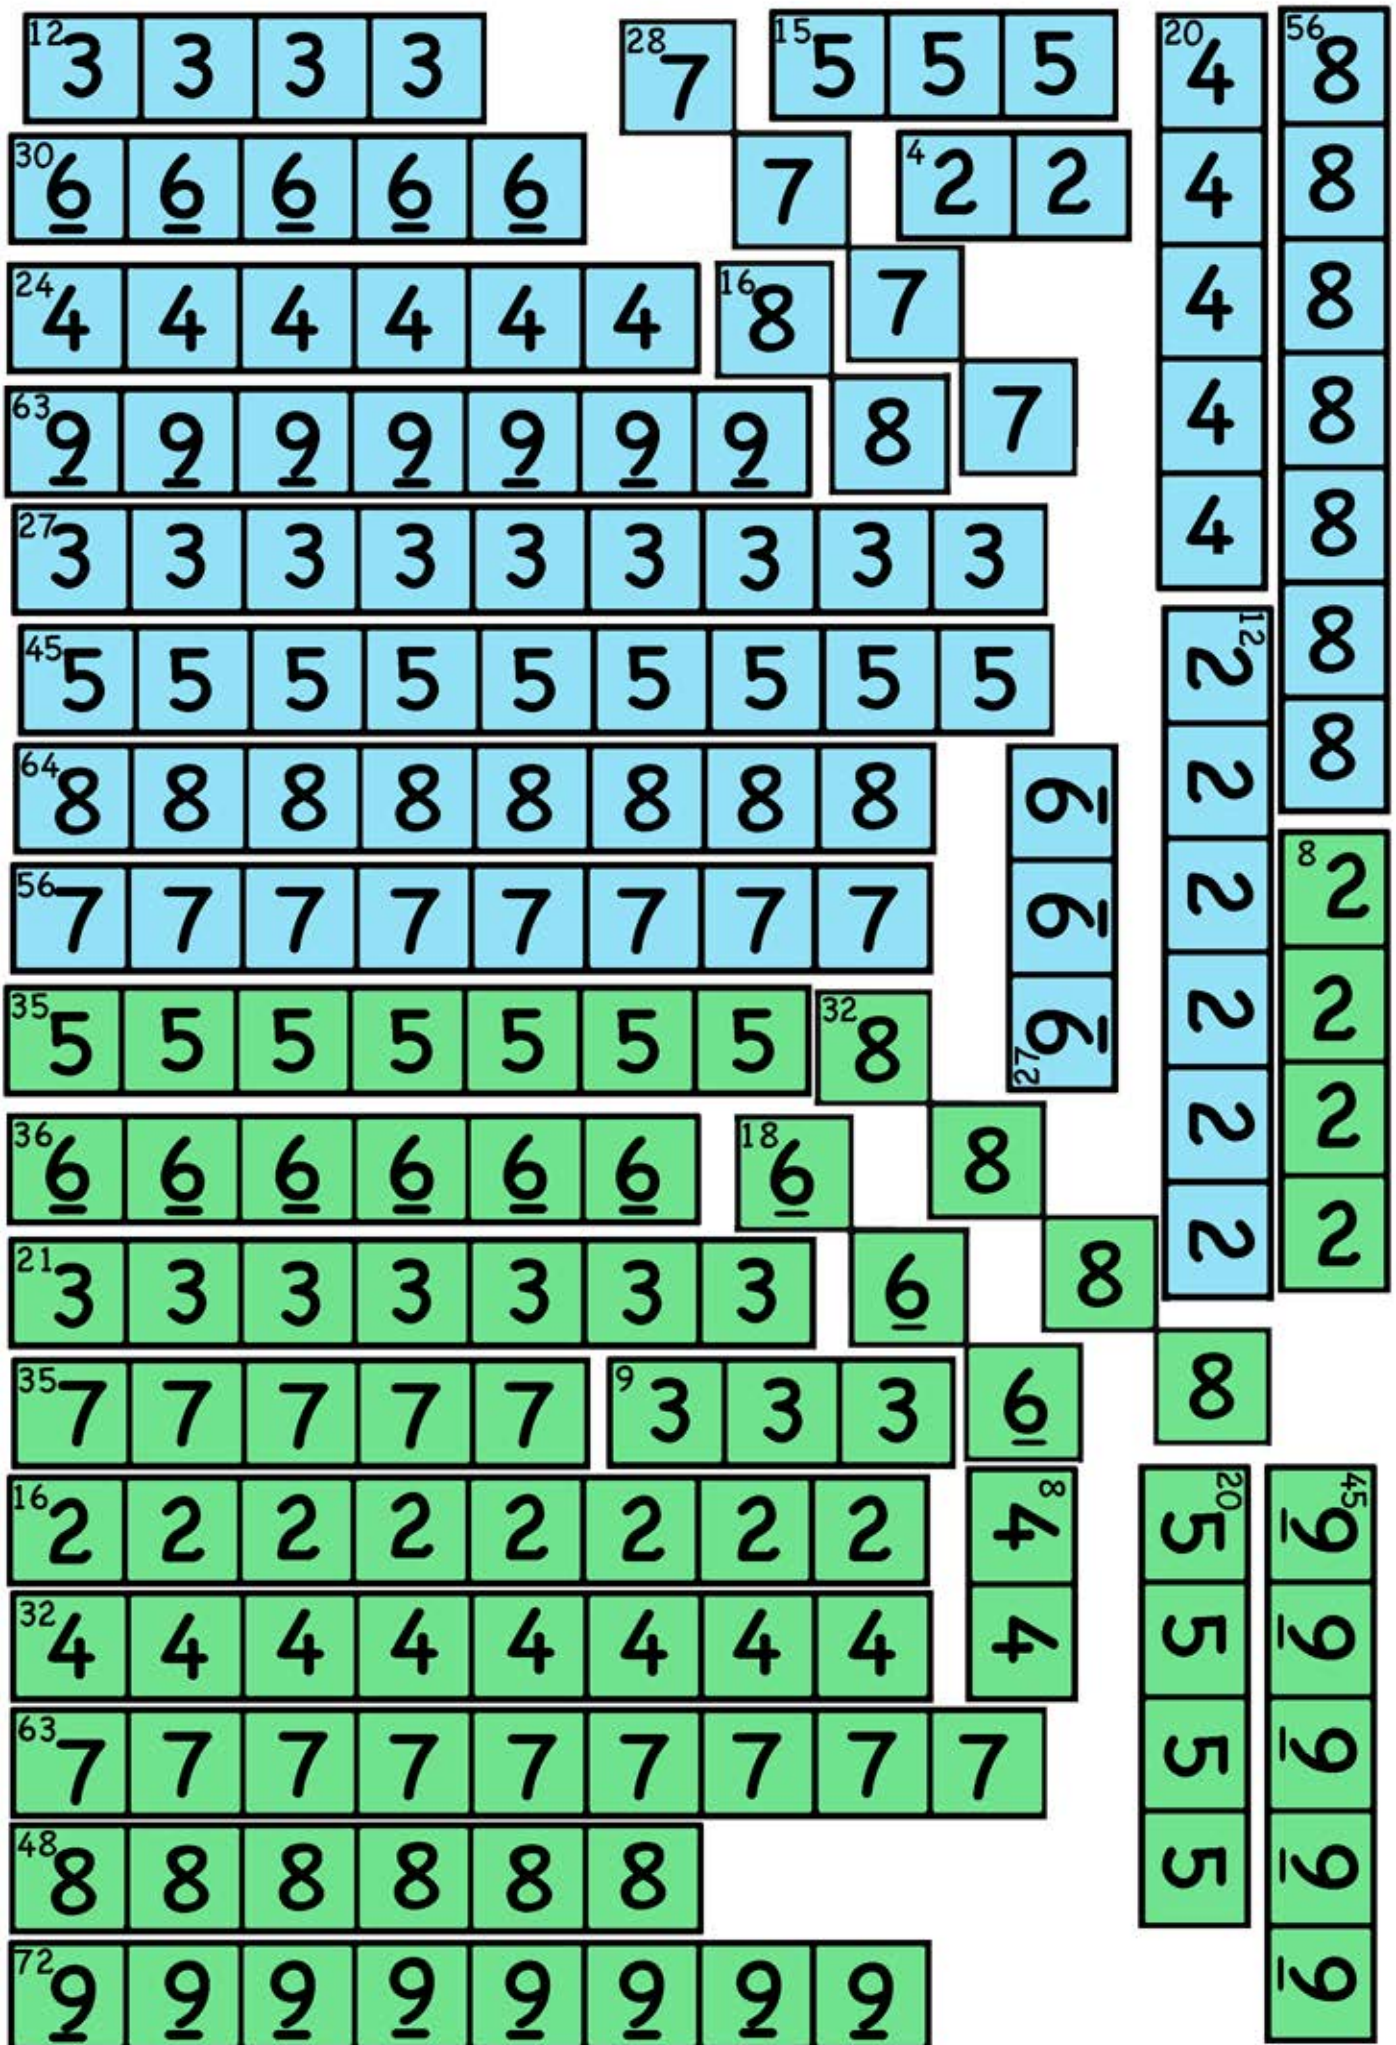 12 3 3 3 3
28 7 7 7 7
15 5 5 5
20 4 4 4 4 4
56 8 8 8 8 8 8 8
30 6 6 6 6 6
4 2 2
24 4 4 4 4 4 4
16 8 8
63 9 9 9 9 9 9 9
27 3 3 3 3 3 3 3 3 3
45 5 5 5 5 5 5 5 5 5
12 2 2 2 2 2 2
64 8 8 8 8 8 8 8 8
27 9 9 9
56 7 7 7 7 7 7 7 7
8 2 2 2 2
35 5 5 5 5 5 5 5
32 8 8 8 8
36 6 6 6 6 6 6
18 6 6 6
21 3 3 3 3 3 3 3
35 7 7 7 7 7
9 3 3 3
16 2 2 2 2 2 2 2 2
8 4 4
20 5 5 5 5
45 9 9 9 9 9
32 4 4 4 4 4 4 4 4
63 7 7 7 7 7 7 7 7 7
48 8 8 8 8 8 8
72 9 9 9 9 9 9 9 9